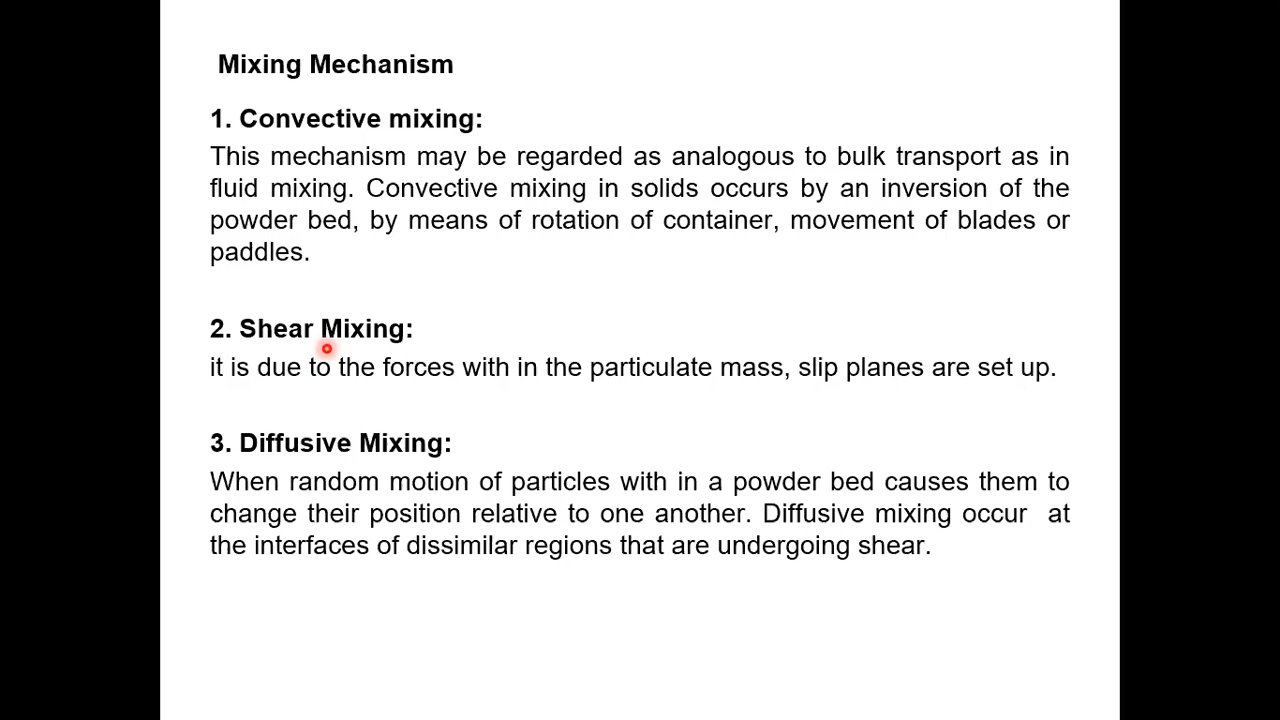 Mixing Mechanism
1. Convective mixing:
This mechanism may be regarded as analogous to bulk transport as in
fluid mixing. Convective mixing in solids occurs by an inversion of the
powder bed, by means of rotation of container, movement of blades or
paddles.
2. Shear Mixing:
it is due to the forces with in the particulate mass, slip planes are set up.
3. Diffusive Mixing:
When random motion of particles with in a powder bed causes them to
change their position relative to one another. Diffusive mixing occur  at
the interfaces of dissimilar regions that are undergoing shear.